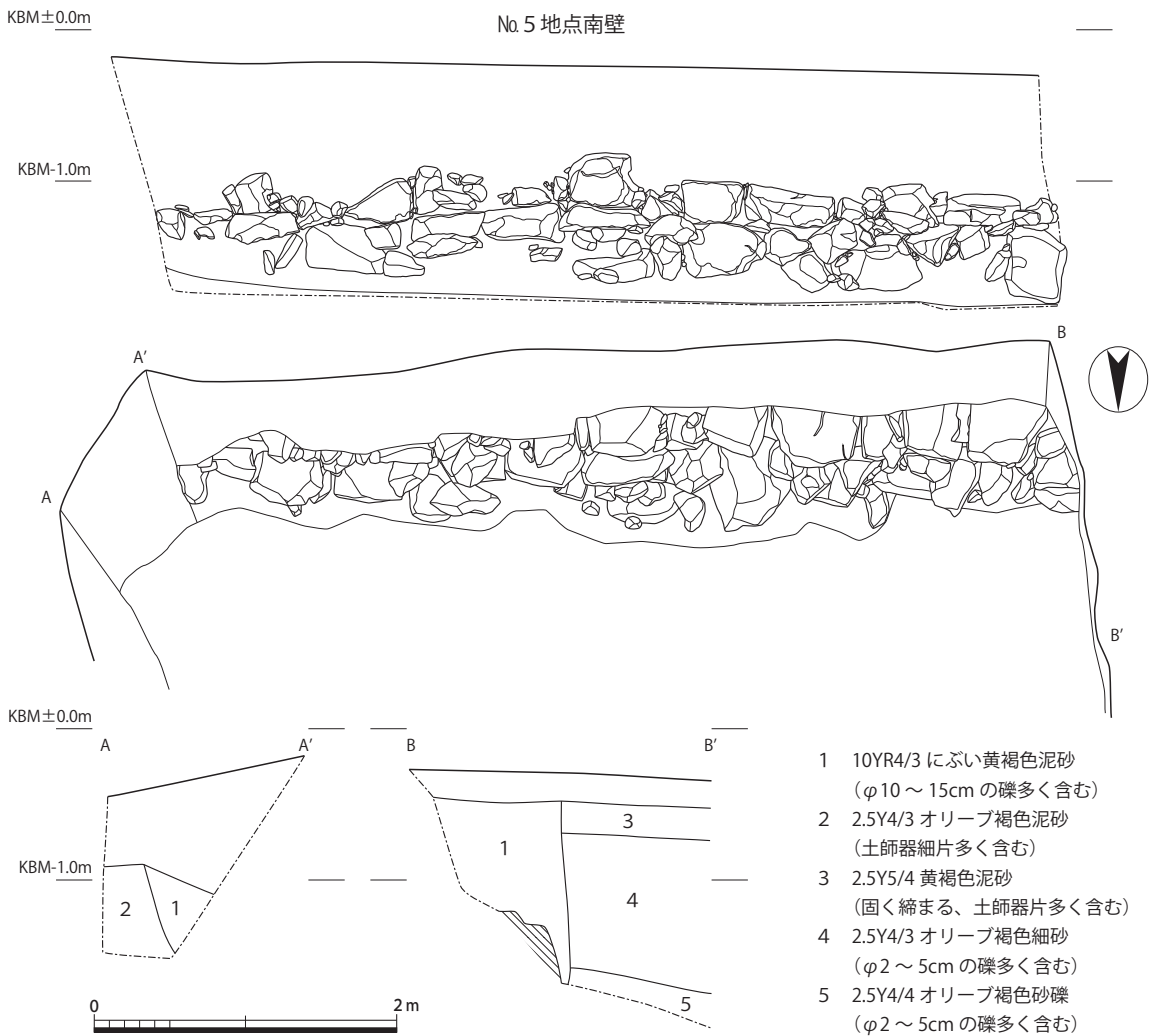 KBM±0.0m
№ 5 地点南壁
KBM-1.0m
A'
B
A
B'
KBM±0.0m
A
A'
B
B'
KBM-1.0m
2
1
1
3
4
5
0
2 m
1 10YR4/3 にぶい黄褐色泥砂
（φ10 ～ 15cm の礫多く含む）
2 2.5Y4/3 オリーブ褐色泥砂
（土師器細片多く含む）
3 2.5Y5/4 黄褐色泥砂
（固く締まる、土師器片多く含む）
4 2.5Y4/3 オリーブ褐色細砂
（φ2 ～ 5cm の礫多く含む）
5 2.5Y4/4 オリーブ褐色砂礫
（φ2 ～ 5cm の礫多く含む）